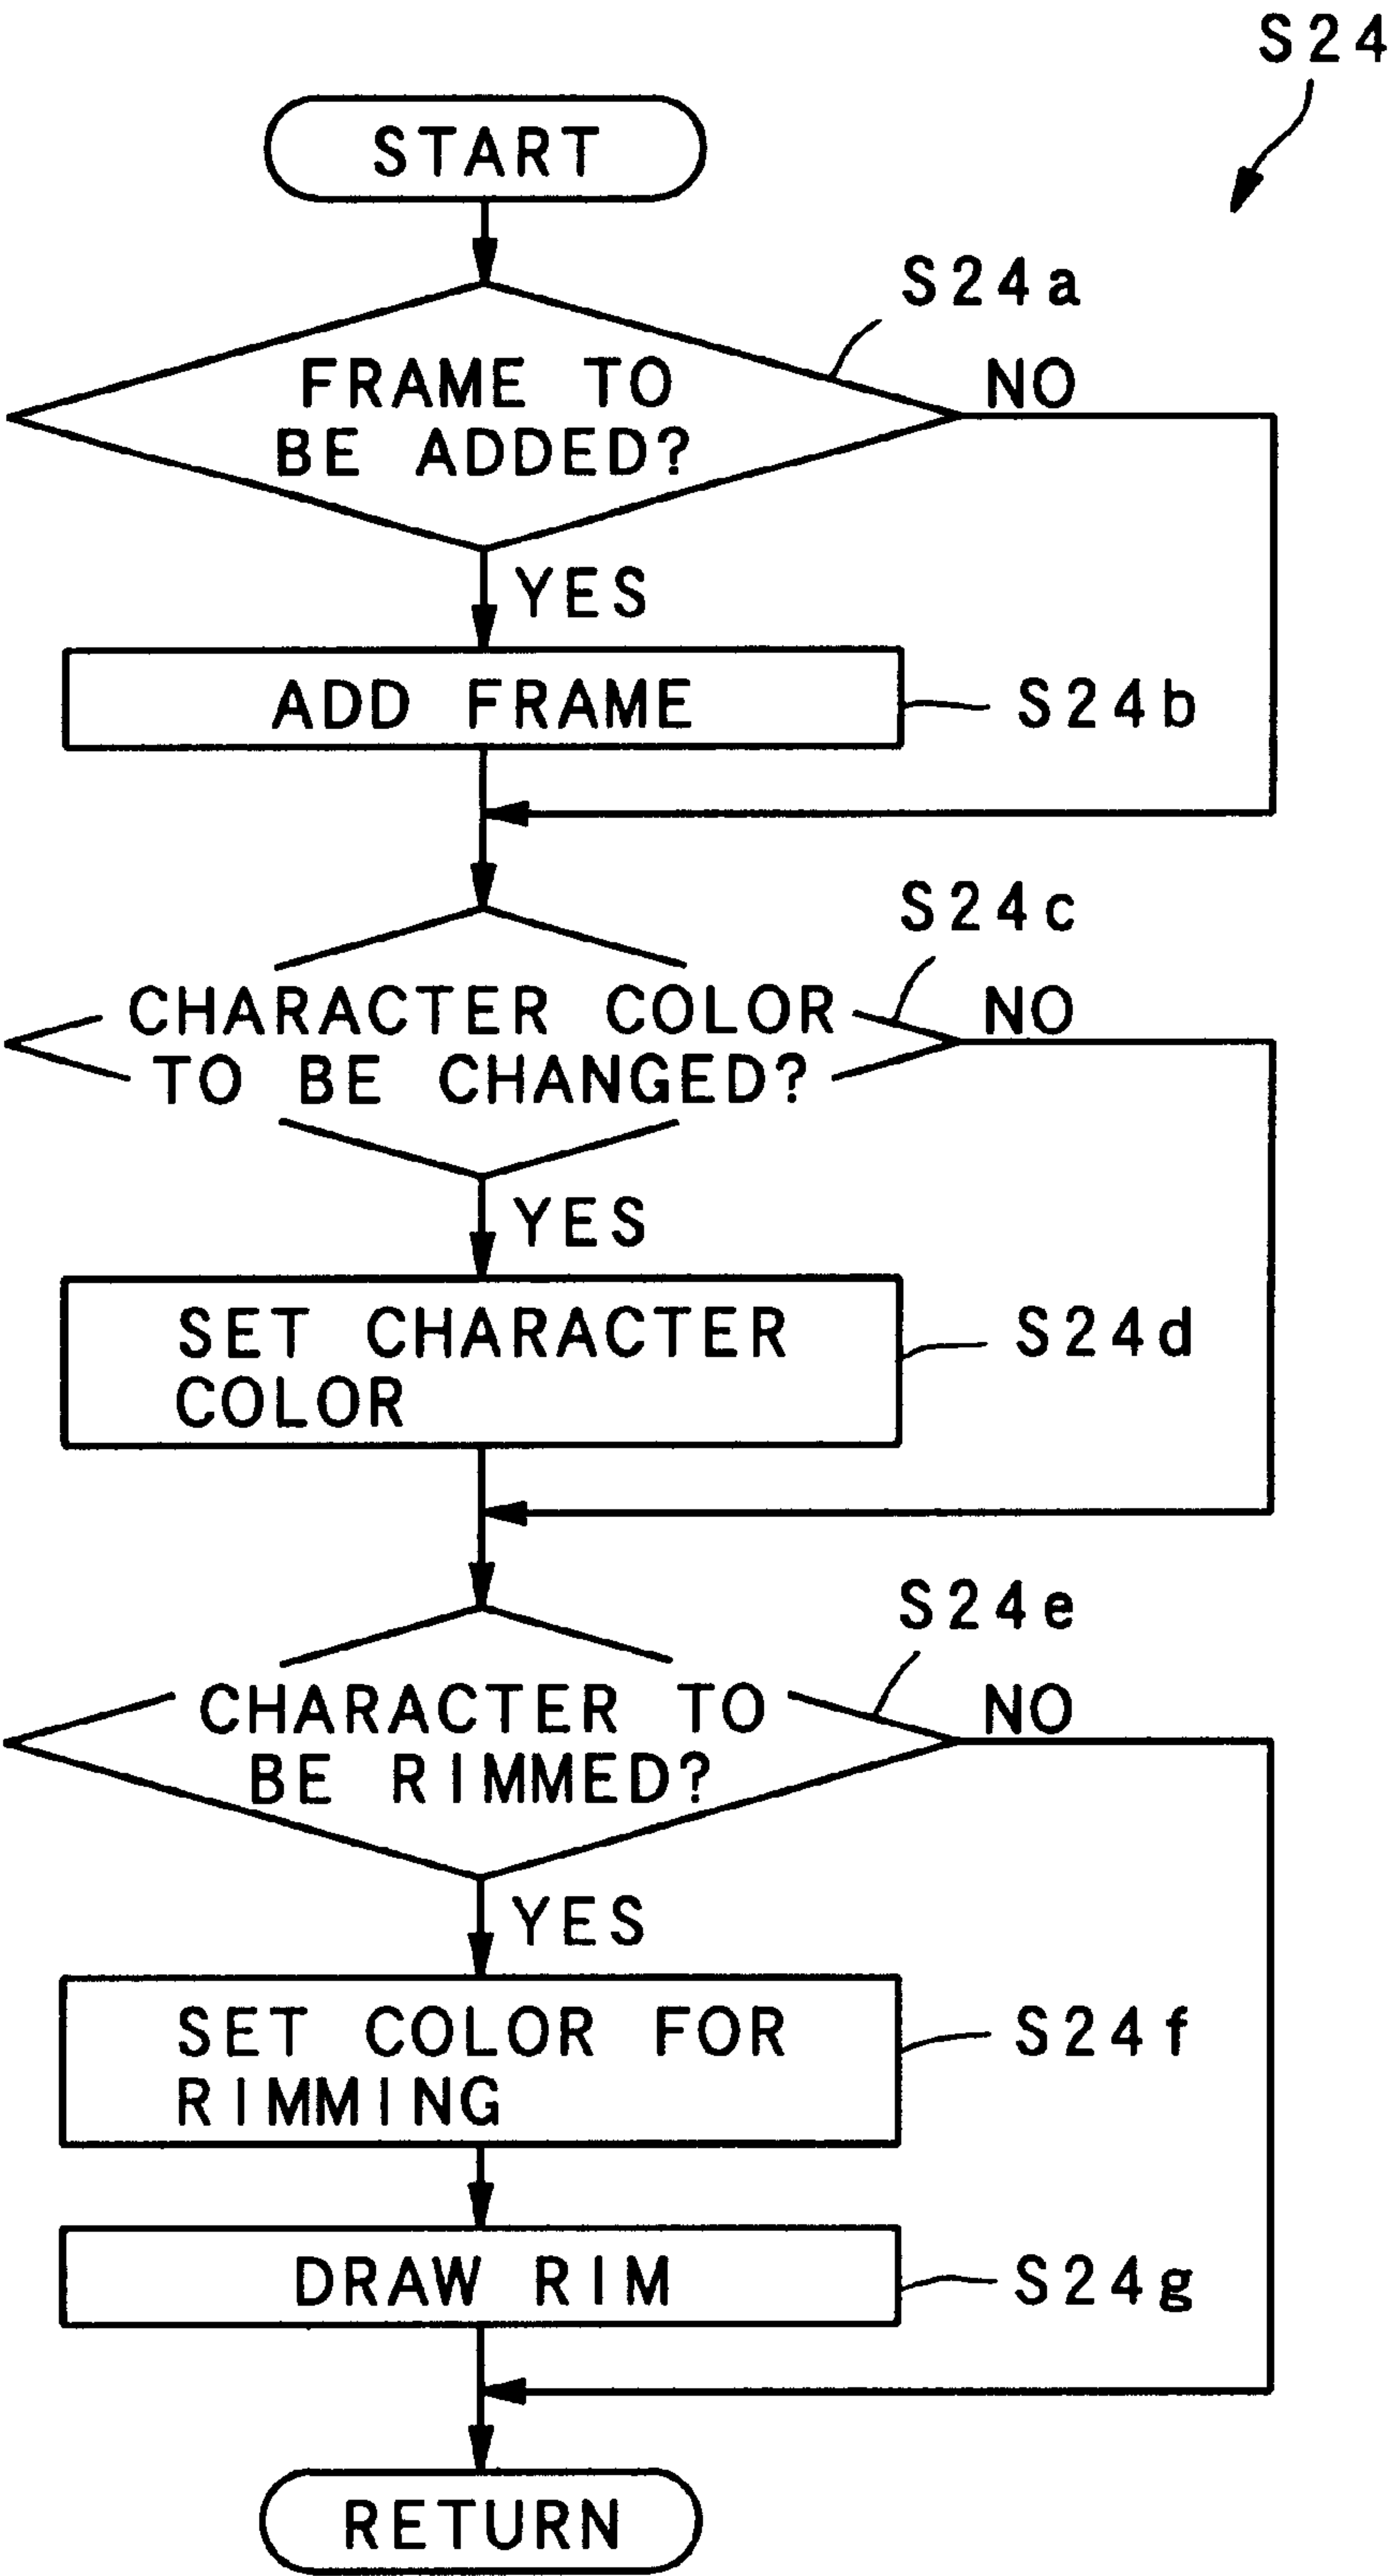 S24
START
S24a
FRAME TO
BE ADDED?
NO
YES
ADD FRAME
S24b
S24c
CHARACTER COLOR
TO BE CHANGED?
NO
YES
SET CHARACTER
COLOR
S24d
S24e
CHARACTER TO
BE RIMMED?
NO
YES
SET COLOR FOR
RIMMING
S24f
DRAW RIM
S24g
RETURN